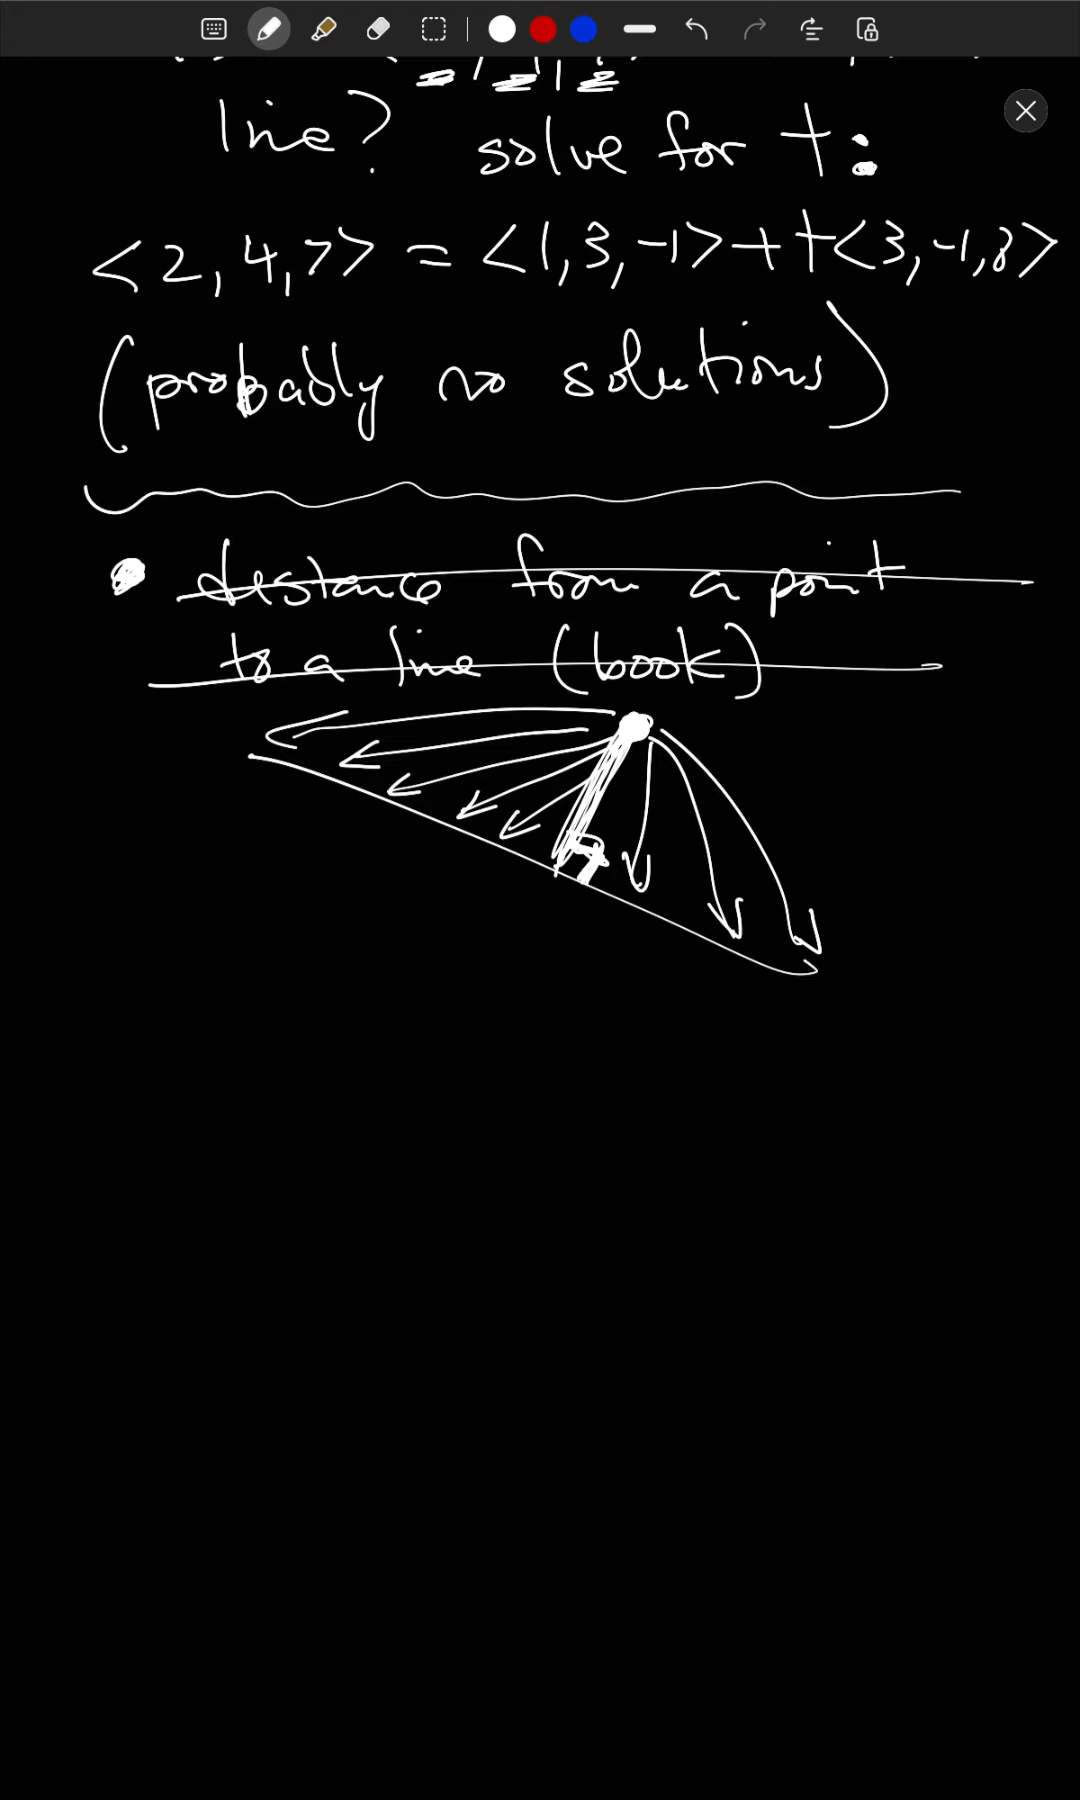 line? solve for t:
<2, 4, 7> = <1, 3, -1> + t<3, -1, 8>
(probably no solutions)
distance from a point
to a line (book)